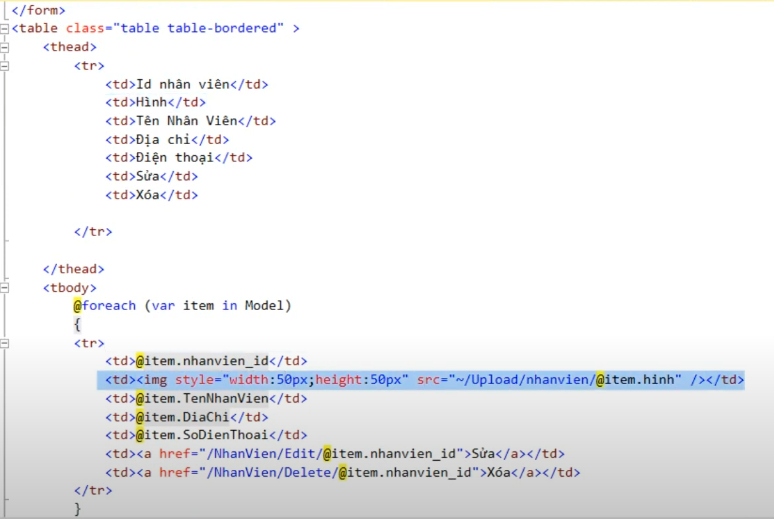 </form>
<table class="table table-bordered" >
<thead>
<tr>
<td>Id nhân viên</td>
<td>Hình</td>
<td>Tên Nhân Viên</td>
<td>Địa chỉ</td>
<td>Điện thoại</td>
<td>Sửa</td>
<td>Xóa</td>
</tr>
</thead>
<tbody>
@foreach (var item in Model)
{
<tr>
<td>@item.nhanvien_id</td>
<td><img style="width:50px;height:50px" src="~/Upload/nhanvien/@item.hinh" /></td>
<td>@item.TenNhanVien</td>
<td>@item.DiaChi</td>
<td>@item.SoDienThoai</td>
<td><a href="/NhanVien/Edit/@item.nhanvien_id">Sửa</a></td>
<td><a href="/NhanVien/Delete/@item.nhanvien_id">Xóa</a></td>
</tr>
}